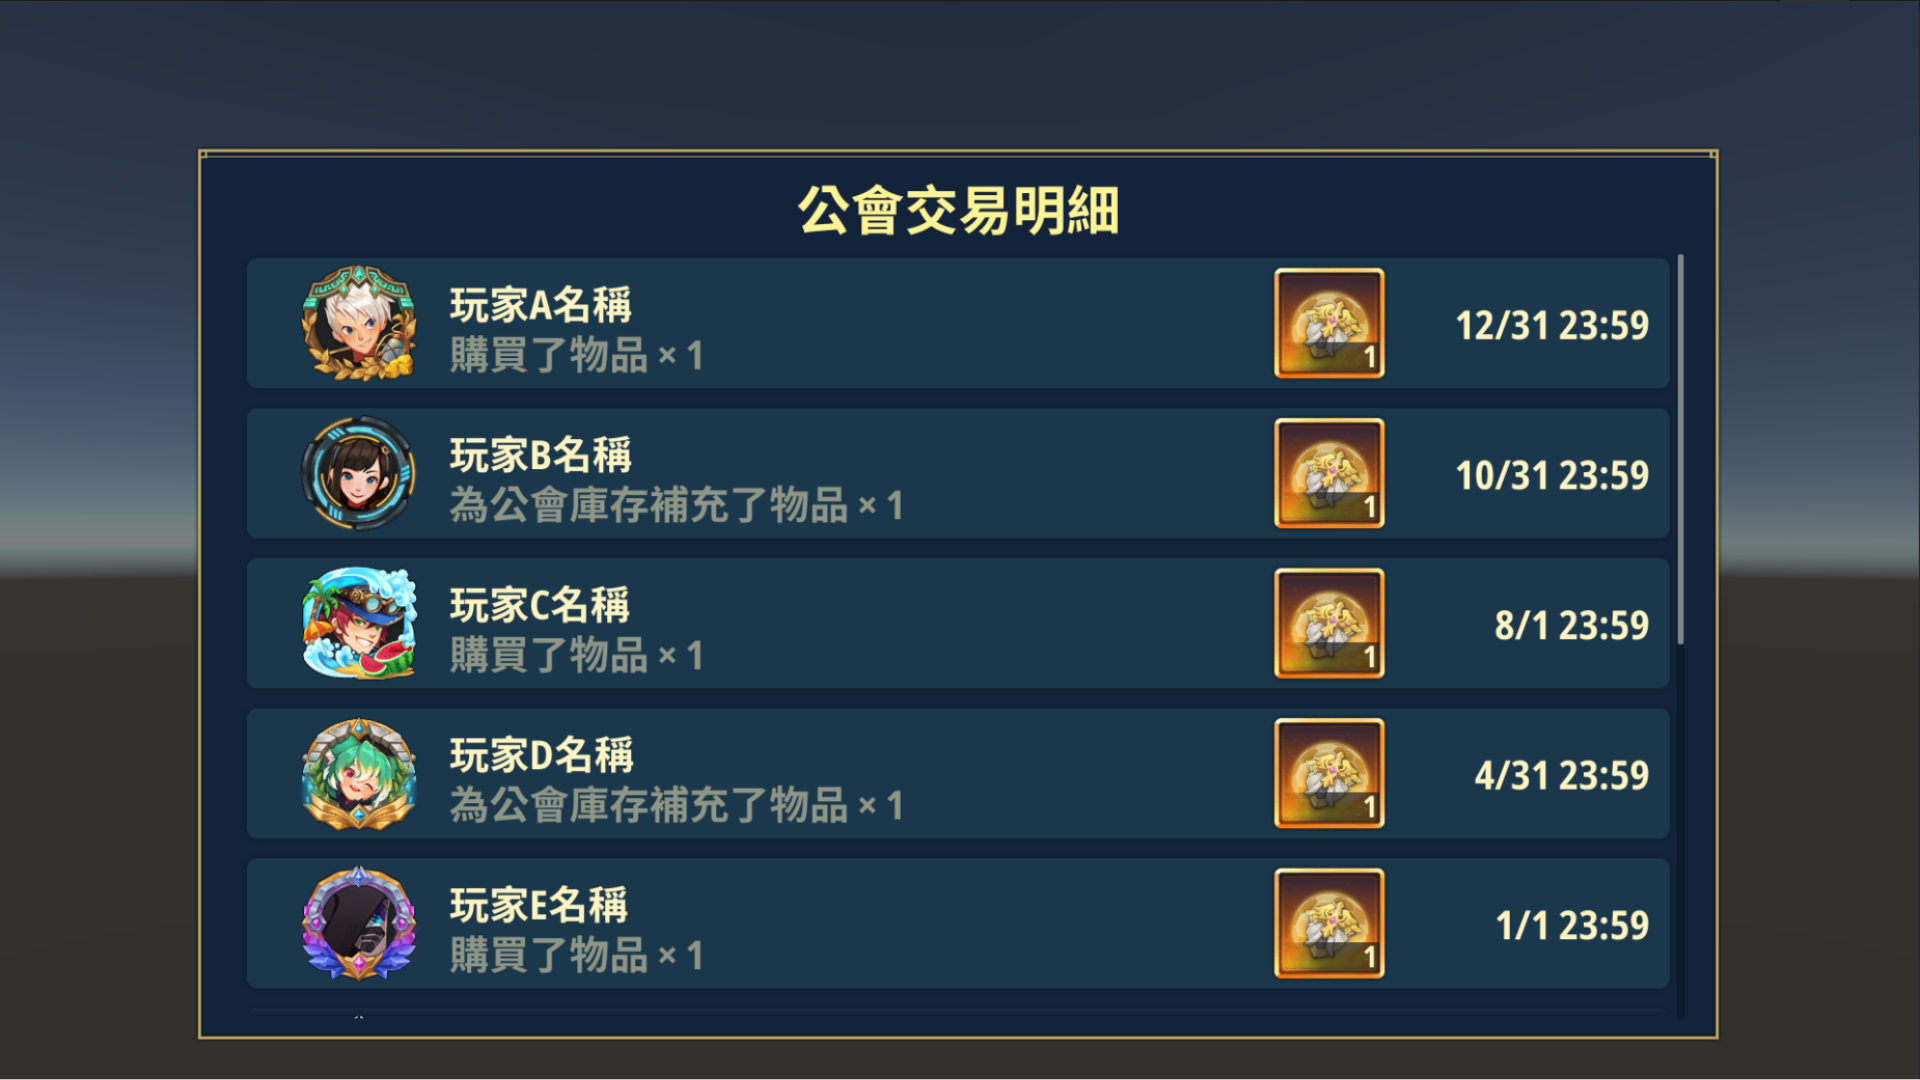 公會交易明細
玩家A名稱
購買了物品 × 1
1
12/31 23:59
玩家B名稱
為公會庫存補充了物品 × 1
1
10/31 23:59
玩家C名稱
購買了物品 × 1
1
8/1 23:59
玩家D名稱
為公會庫存補充了物品 × 1
1
4/31 23:59
玩家E名稱
購買了物品 × 1
1
1/1 23:59